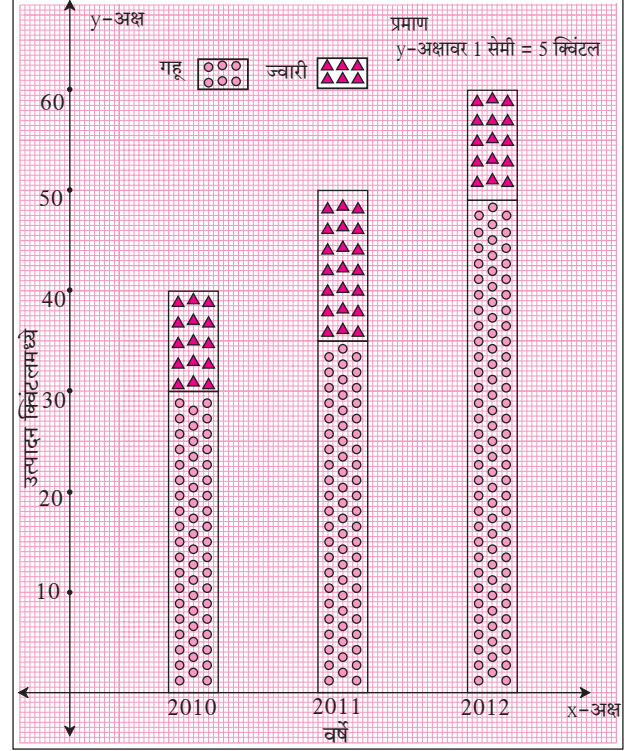 y-अक्ष
प्रमाण
y-अक्षावर 1 सेमी = 5 क्विंटल
गहू
ज्वारी
60
50
40
30
20
10
उत्पादन क्विंटलमध्ये
2010
2011
2012
x-अक्ष
वर्षे